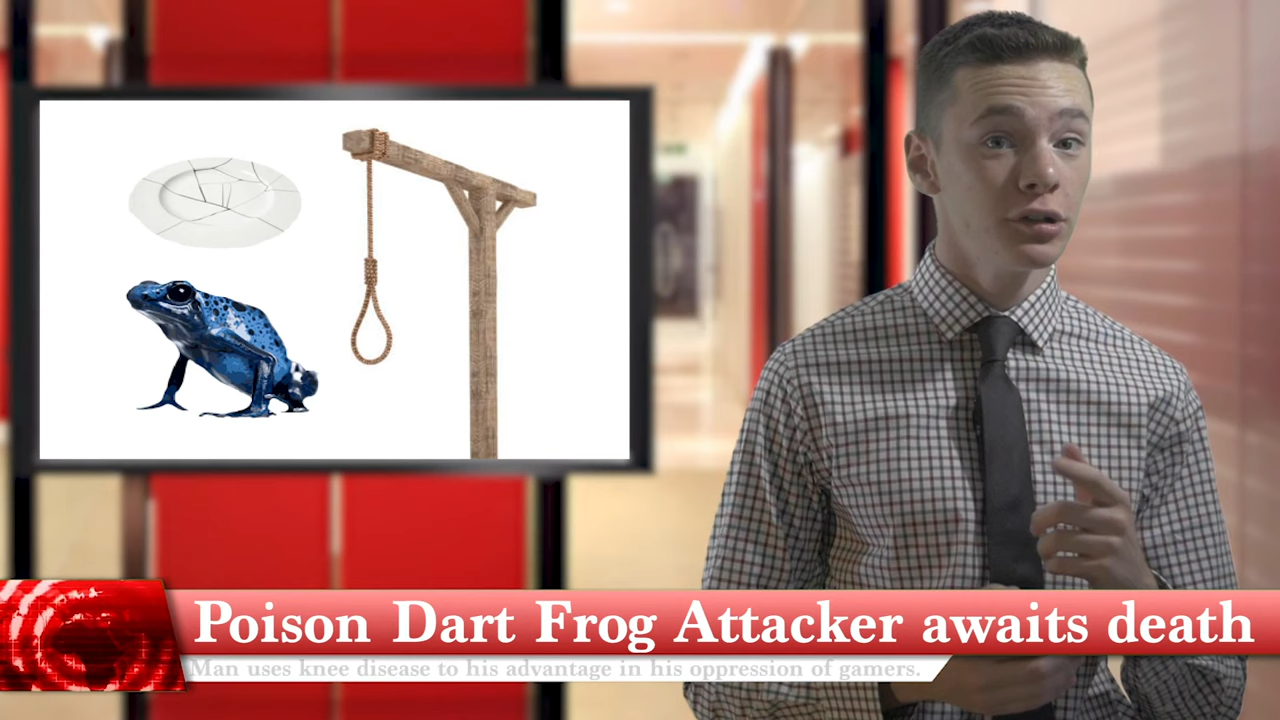 Poison Dart Frog Attacker awaits death
Man uses knee disease to his advantage in his oppression of gamers.